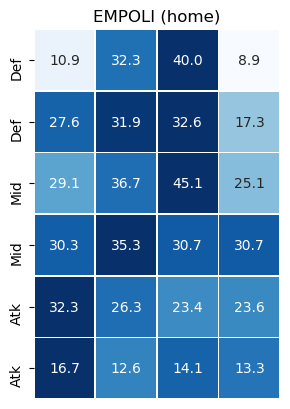 EMPOLI (home)
Def 10.9 32.3 40.0 8.9
Def 27.6 31.9 32.6 17.3
Mid 29.1 36.7 45.1 25.1
Mid 30.3 35.3 30.7 30.7
Atk 32.3 26.3 23.4 23.6
Atk 16.7 12.6 14.1 13.3